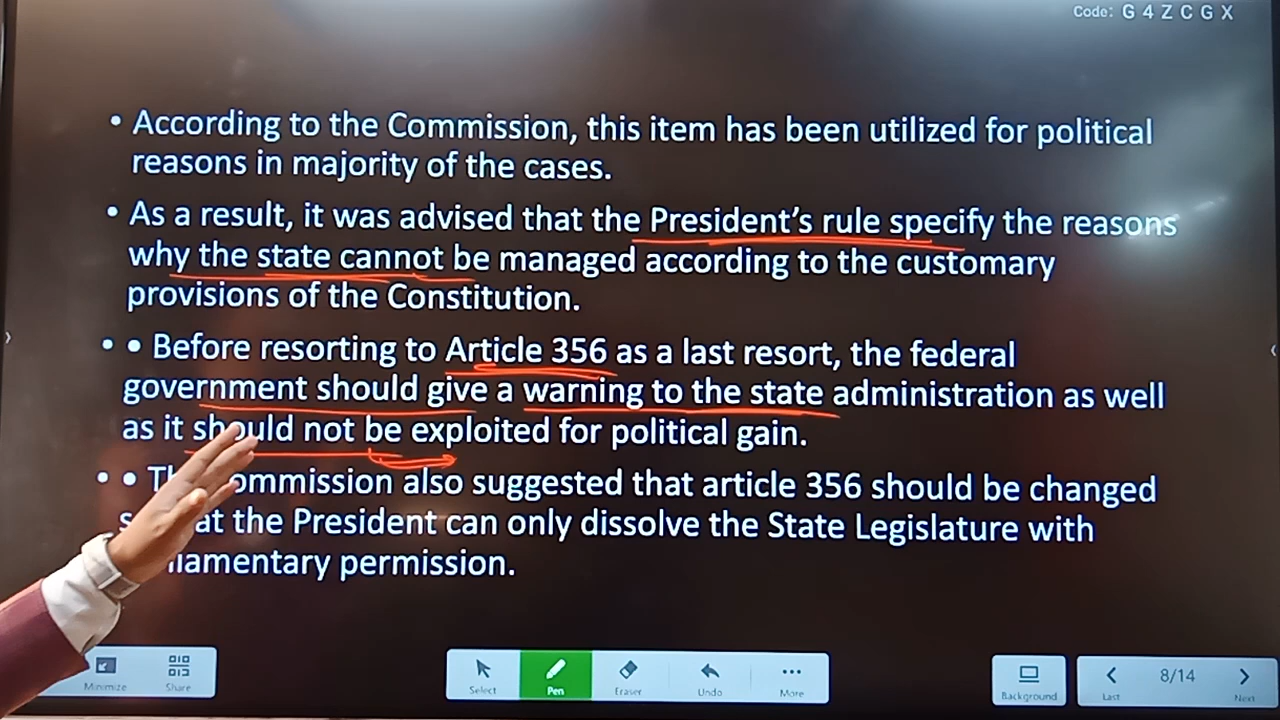 Code: G 4 Z C G X
• According to the Commission, this item has been utilized for political
reasons in majority of the cases.
• As a result, it was advised that the President's rule specify the reasons
why the state cannot be managed according to the customary
provisions of the Constitution.
• • Before resorting to Article 356 as a last resort, the federal
government should give a warning to the state administration as well
as it should not be exploited for political gain.
• • also suggested that article 356 should be changed
the President can only dissolve the State Legislature with
permission.
Minimize Share Select Pen Eraser Undo More Background Last 8/14 Next